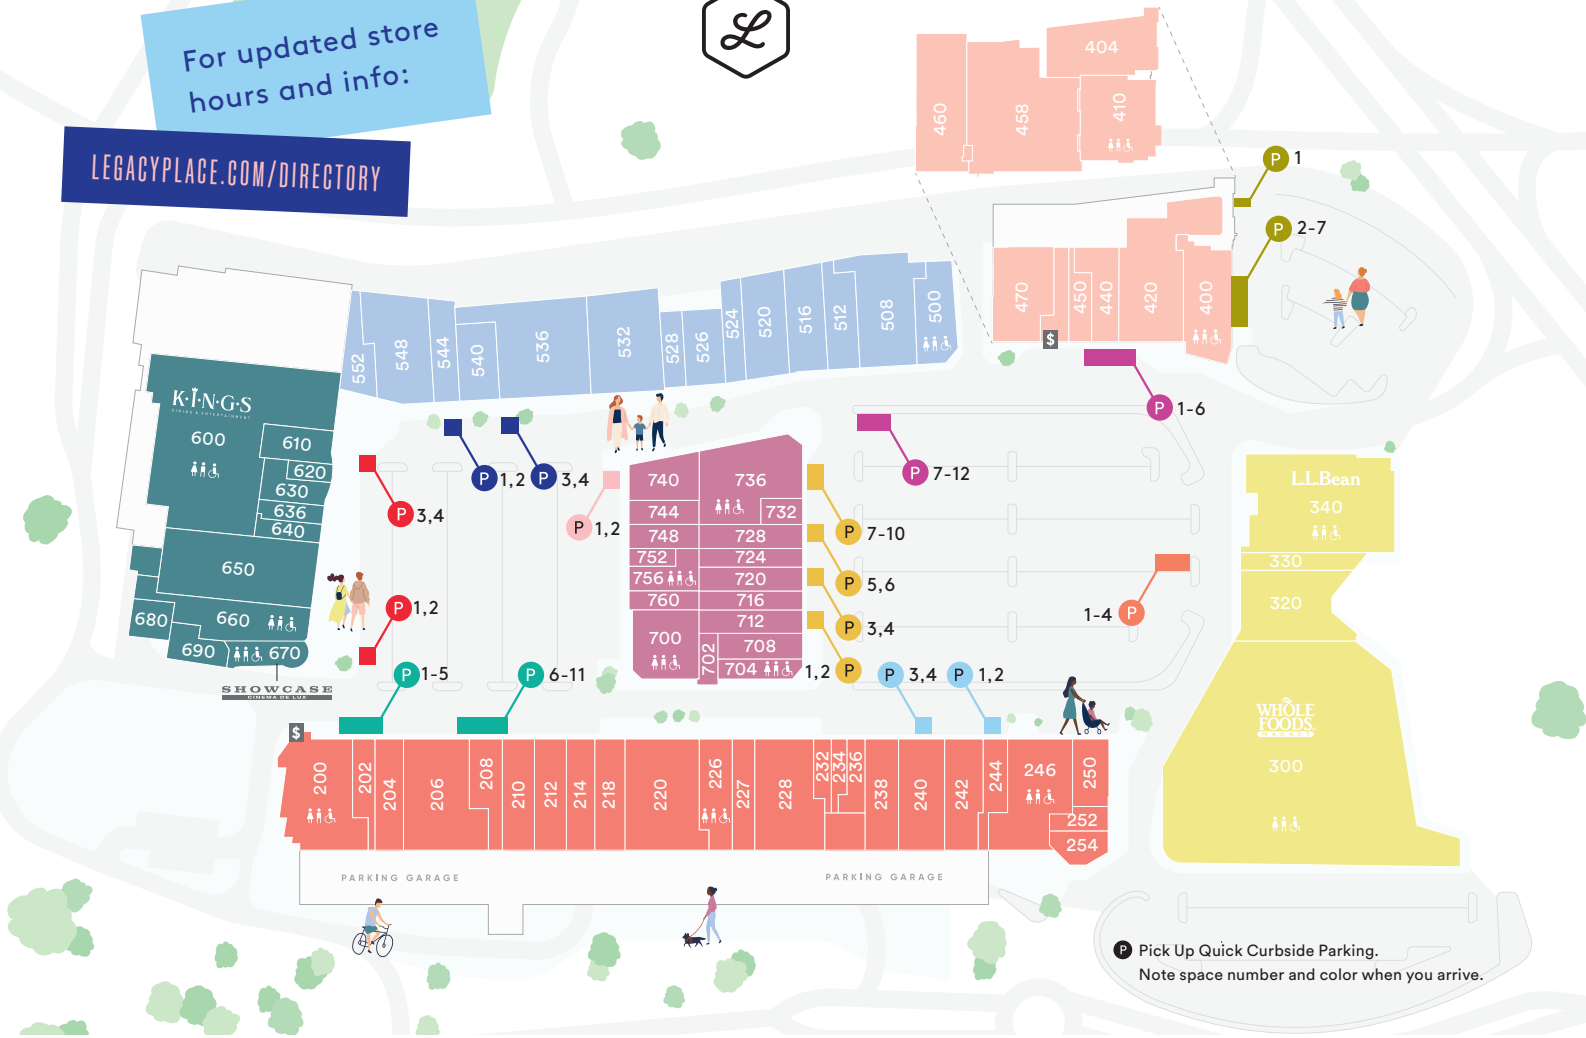 For updated store
hours and info:
LEGACYPLACE.COM/DIRECTORY
L
404
460
458
410
P 1
P 2-7
470
450
440
420
400
$
P 1-6
P 7-12
552
548
544
540
536
532
528
526
524
520
516
512
508
500
K·I·N·G·S
DINING & ENTERTAINMENT
600
610
620
630
636
640
650
660
680
690
670
SHOWCASE
CINEMA DE LUX
P 3,4
P 1,2
P 1,2
P 3,4
P 1,2
740
736
744
732
748
728
752
724
756
720
760
716
712
700
708
702
704
P 7-10
P 5,6
P 3,4
1,2 P
P 3,4
P 1,2
1-4 P
P 1-5
P 6-11
L.L.Bean
340
330
320
WHOLE
FOODS
MARKET
300
$
200
202
204
206
208
210
212
214
218
220
226
227
228
232
234
236
238
240
242
244
246
250
252
254
PARKING GARAGE
PARKING GARAGE
P Pick Up Quick Curbside Parking.
Note space number and color when you arrive.